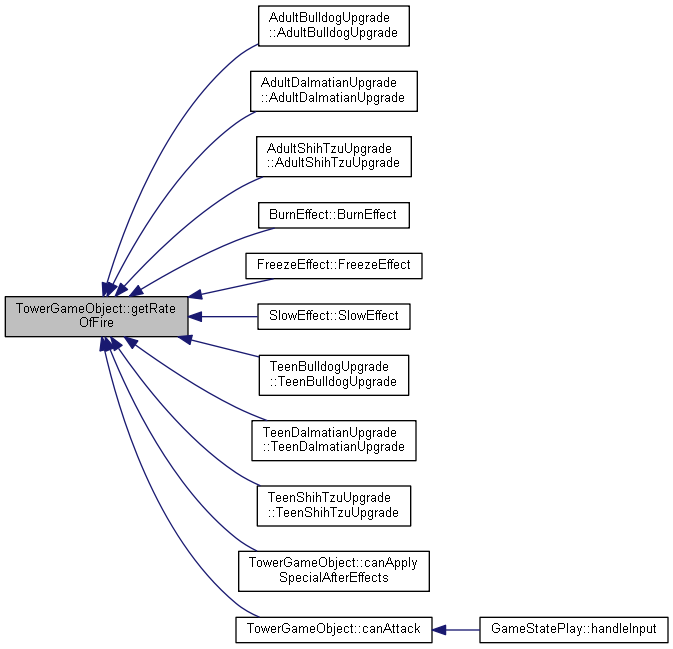 AdultBulldogUpgrade
::AdultBulldogUpgrade
AdultDalmatianUpgrade
::AdultDalmatianUpgrade
AdultShihTzuUpgrade
::AdultShihTzuUpgrade
BurnEffect::BurnEffect
FreezeEffect::FreezeEffect
TowerGameObject::getRate
OfFire
SlowEffect::SlowEffect
TeenBulldogUpgrade
::TeenBulldogUpgrade
TeenDalmatianUpgrade
::TeenDalmatianUpgrade
TeenShihTzuUpgrade
::TeenShihTzuUpgrade
TowerGameObject::canApply
SpecialAfterEffects
TowerGameObject::canAttack
GameStatePlay::handleInput